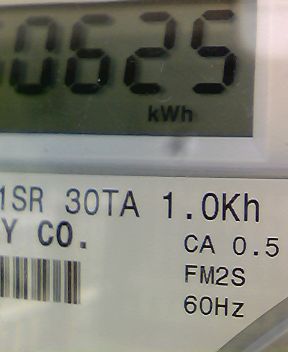 0625
kWh
1SR 30TA 1.0Kh
Y CO.
CA 0.5
FM2S
60Hz